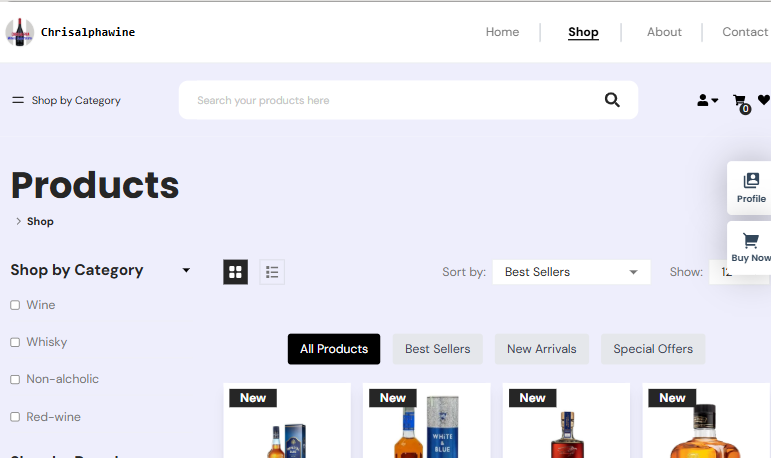 Chrisalphawine
Home
Shop
About
Contact
Shop by Category
Search your products here
0
Products
> Shop
Profile
Buy Now
Shop by Category
Sort by:
Best Sellers
Show:
12
Wine
Whisky
Non-alcholic
Red-wine
All Products
Best Sellers
New Arrivals
Special Offers
New
New
New
New
WHITE
& BLUE